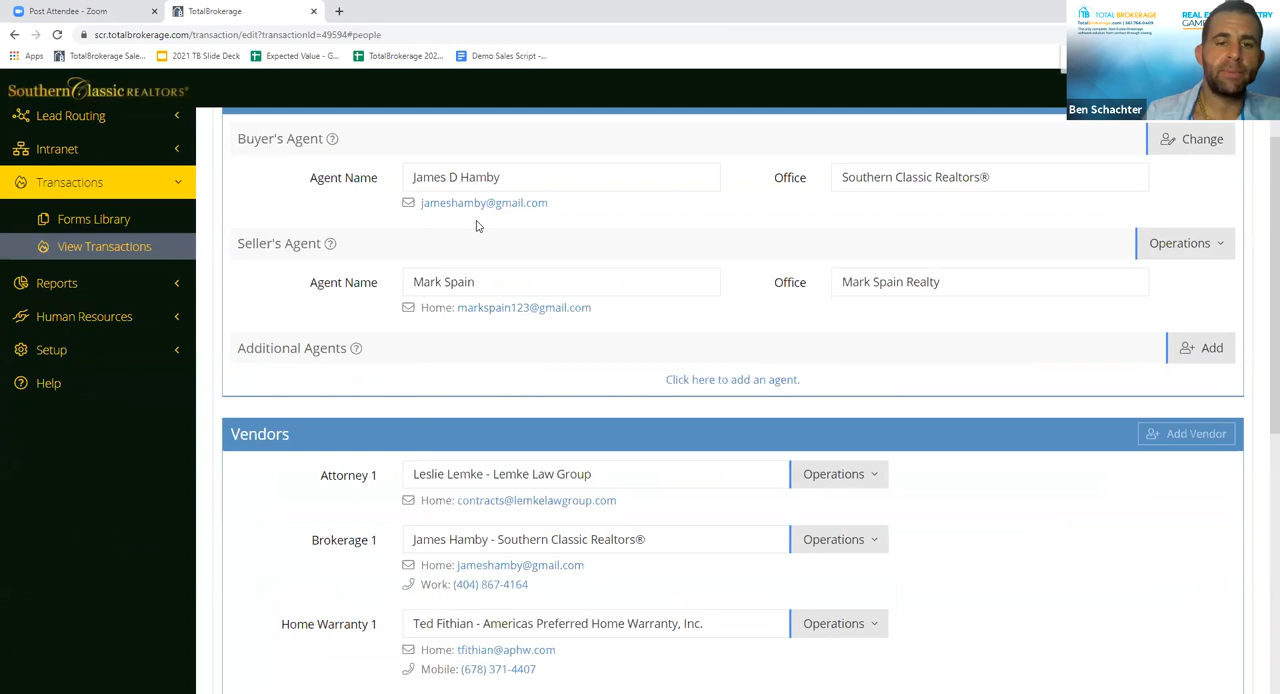 Post Attendee - Zoom
TotalBrokerage
scr.totalbrokerage.com/transaction/edit?transactionId=49594#people
Apps
TotalBrokerage Sale...
2021 TB Slide Deck
Expected Value - G...
TotalBrokerage 202...
Demo Sales Script -...
TB TOTAL BROKERAGE
Ben Schachter
Southern Classic REALTORS®
Lead Routing
Intranet
Transactions
Forms Library
View Transactions
Reports
Human Resources
Setup
Help
Buyer's Agent
Change
Agent Name
James D Hamby
Office
Southern Classic Realtors®
jameshamby@gmail.com
Seller's Agent
Operations
Agent Name
Mark Spain
Office
Mark Spain Realty
Home: markspain123@gmail.com
Additional Agents
Add
Click here to add an agent.
Vendors
Add Vendor
Attorney 1
Leslie Lemke - Lemke Law Group
Operations
Home: contracts@lemkelawgroup.com
Brokerage 1
James Hamby - Southern Classic Realtors®
Operations
Home: jameshamby@gmail.com
Work: (404) 867-4164
Home Warranty 1
Ted Fithian - Americas Preferred Home Warranty, Inc.
Operations
Home: tfithian@aphw.com
Mobile: (678) 371-4407